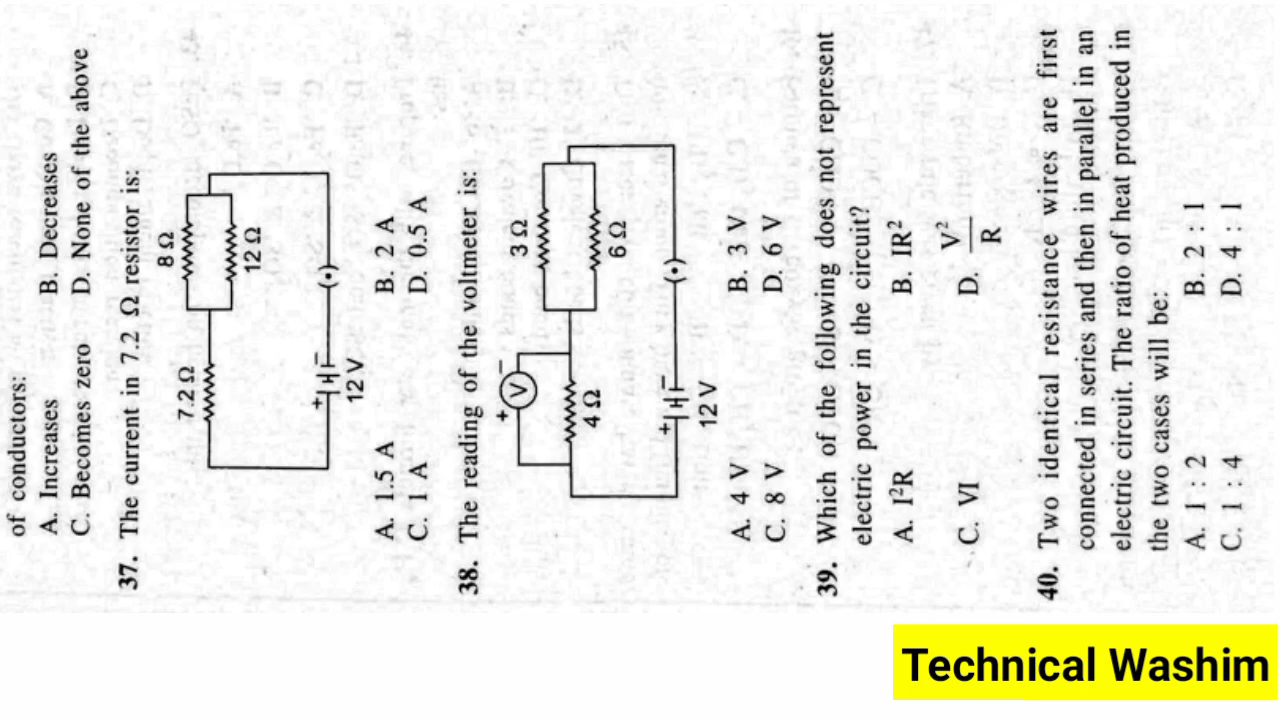 of conductors:
A. Increases B. Decreases
C. Becomes zero D. None of the above
37. The current in 7.2 Ω resistor is:
8 Ω
7.2 Ω
12 Ω
+ −
(•)
12 V
A. 1.5 A B. 2 A
C. 1 A D. 0.5 A
38. The reading of the voltmeter is:
+ V −
3 Ω
4 Ω
6 Ω
+ −
(•)
12 V
A. 4 V B. 3 V
C. 8 V D. 6 V
39. Which of the following does not represent
electric power in the circuit?
A. I²R B. IR²
C. VI D. V²/R
40. Two identical resistance wires are first
connected in series and then in parallel in an
electric circuit. The ratio of heat produced in
the two cases will be:
A. 1 : 2 B. 2 : 1
C. 1 : 4 D. 4 : 1
Technical Washim